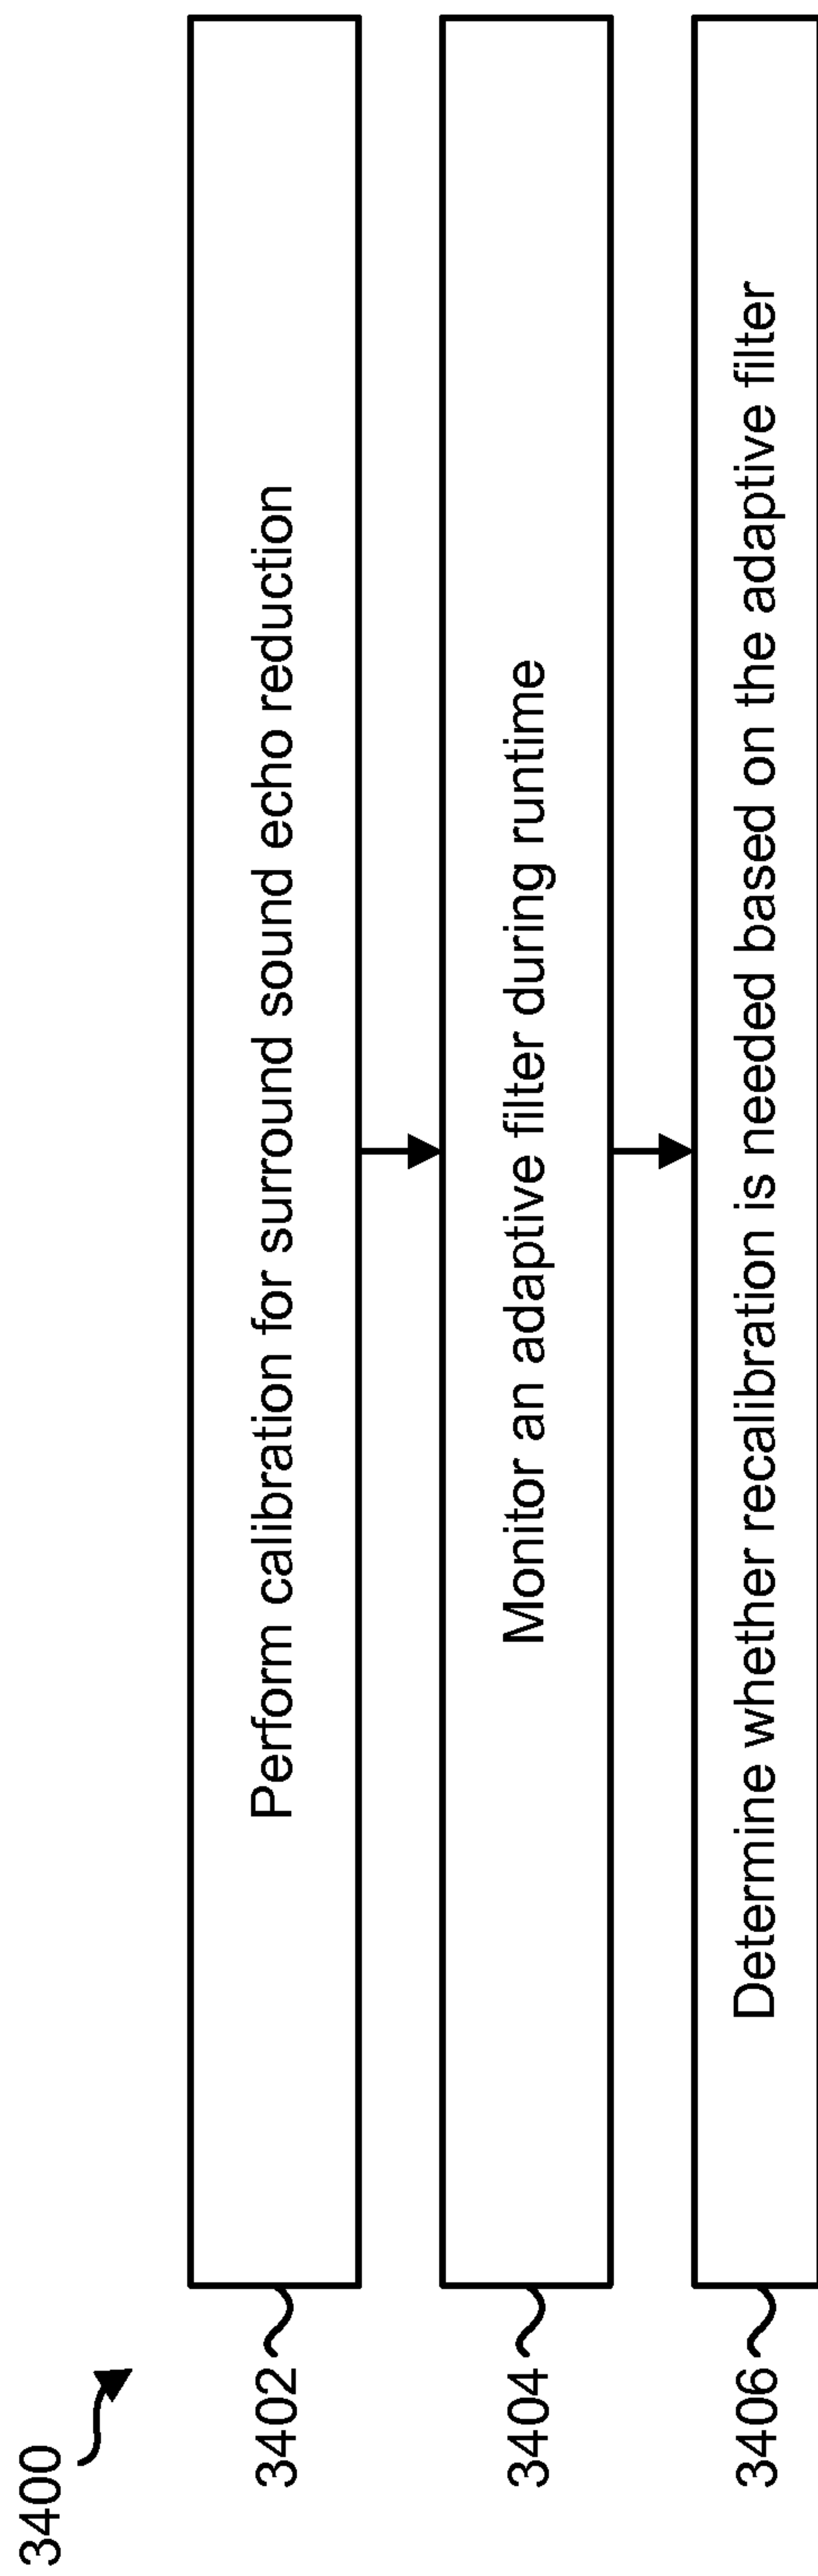 3400
3402
Perform calibration for surround sound echo reduction
3404
Monitor an adaptive filter during runtime
3406
Determine whether recalibration is needed based on the adaptive filter